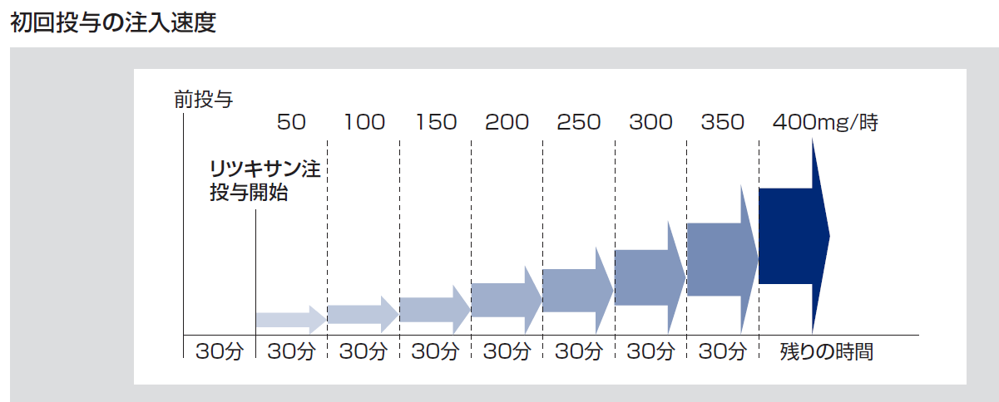 初回投与の注入速度
前投与
50 100 150 200 250 300 350 400mg/時
リツキサン注
投与開始
30分 30分 30分 30分 30分 30分 30分 30分 残りの時間